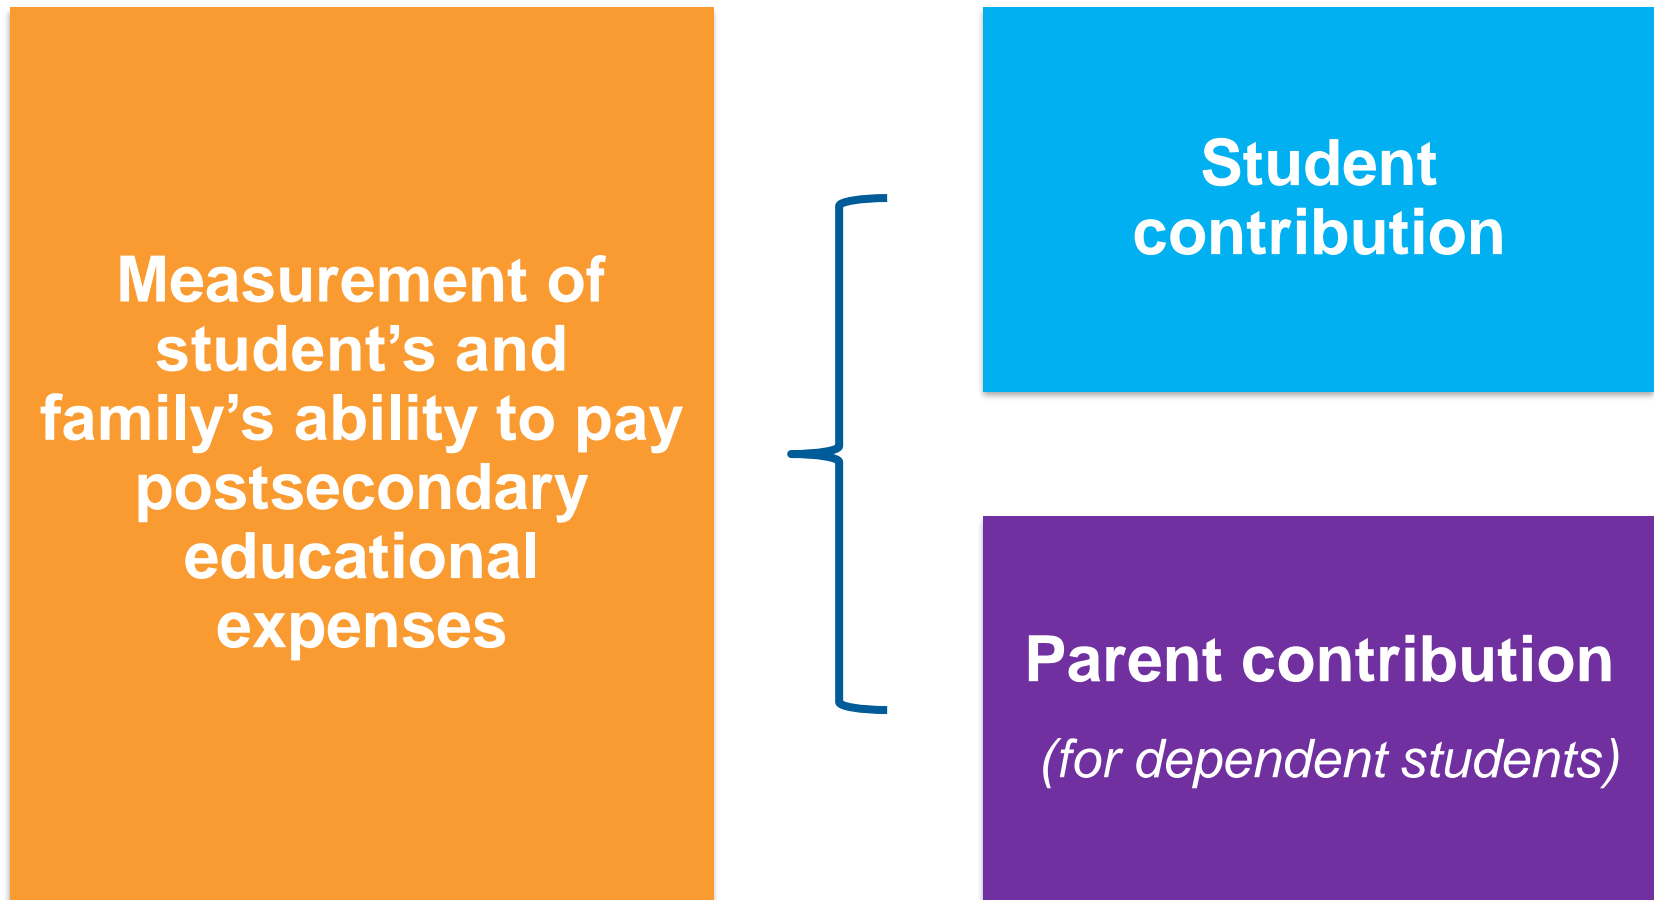 Measurement of
student’s and
family’s ability to pay
postsecondary
educational
expenses
Student
contribution
Parent contribution
(for dependent students)